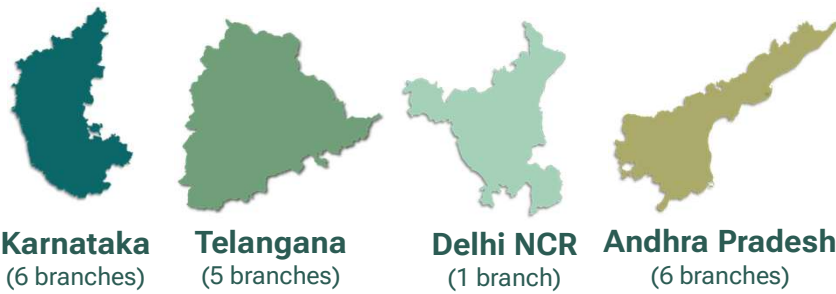 Karnataka
(6 branches)
Telangana
(5 branches)
Delhi NCR
(1 branch)
Andhra Pradesh
(6 branches)